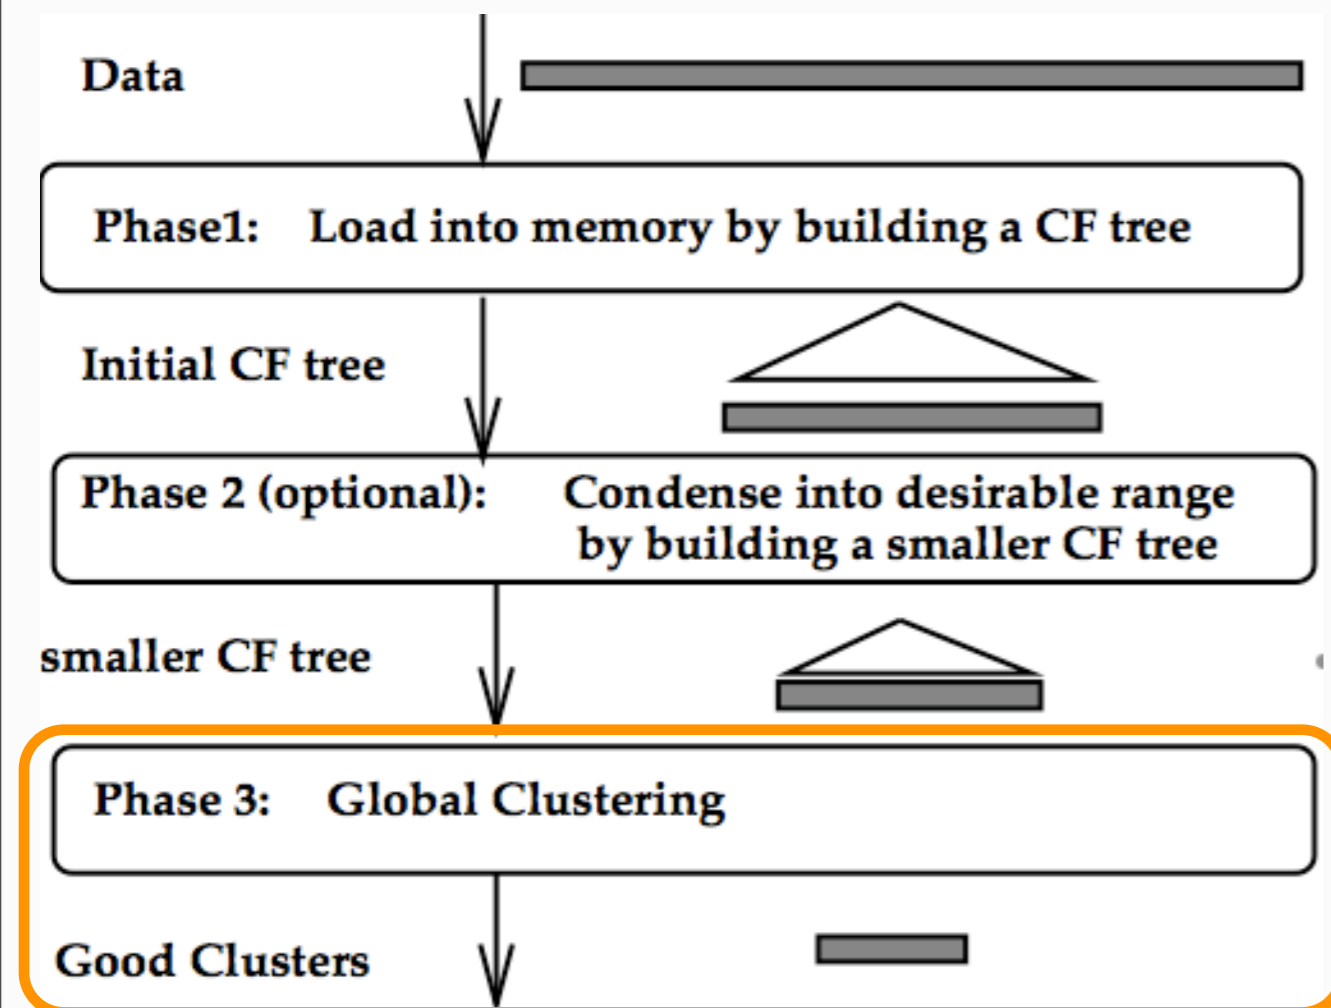 Data
Phase1: Load into memory by building a CF tree
Initial CF tree
Phase 2 (optional): Condense into desirable range
by building a smaller CF tree
smaller CF tree
Phase 3: Global Clustering
Good Clusters